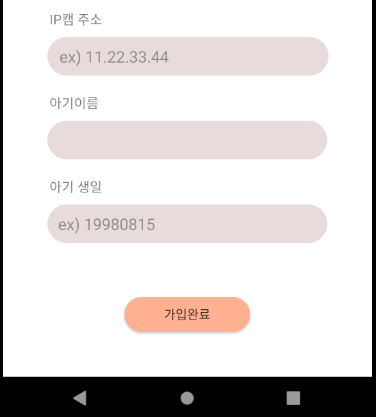 IP캠 주소
ex) 11.22.33.44
아기이름
아기 생일
ex) 19980815
가입완료